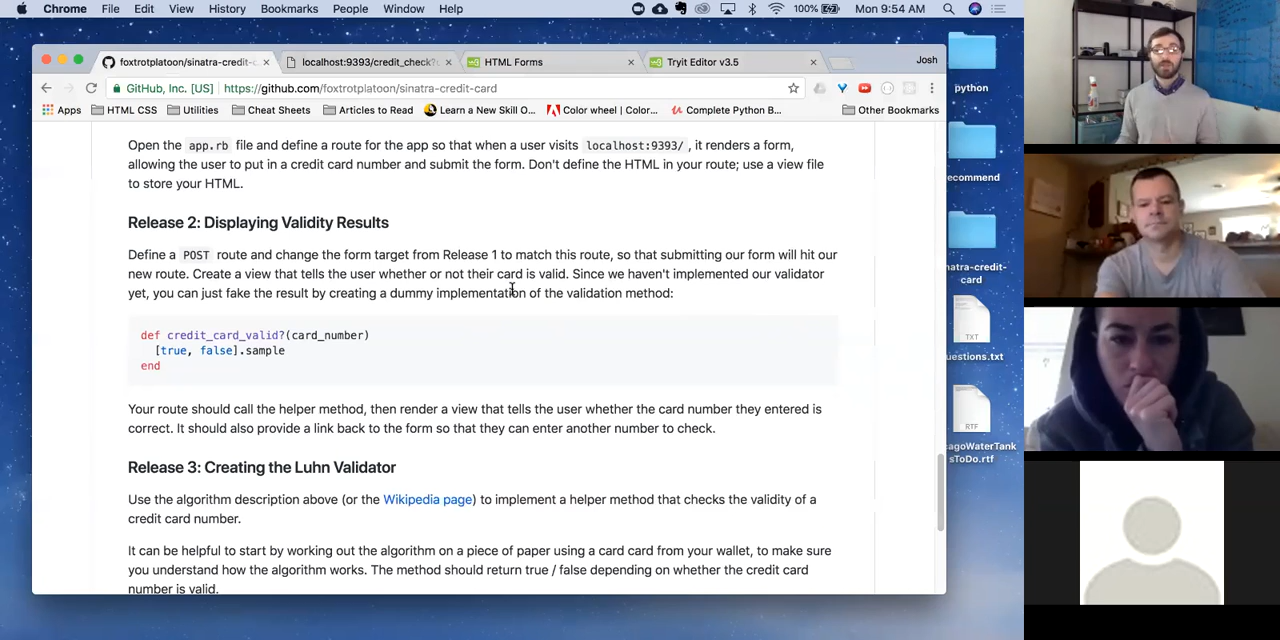 Chrome File Edit View History Bookmarks People Window Help 100% Mon 9:54 AM
foxtrotplatoon/sinatra-credit-c localhost:9393/credit_check? HTML Forms Tryit Editor v3.5 Josh
GitHub, Inc. [US] https://github.com/foxtrotplatoon/sinatra-credit-card
Apps HTML CSS Utilities Cheat Sheets Articles to Read Learn a New Skill O... Color wheel | Color... Complete Python B... Other Bookmarks
Open the app.rb file and define a route for the app so that when a user visits localhost:9393/ , it renders a form,
allowing the user to put in a credit card number and submit the form. Don't define the HTML in your route; use a view file
to store your HTML.
Release 2: Displaying Validity Results
Define a POST route and change the form target from Release 1 to match this route, so that submitting our form will hit our
new route. Create a view that tells the user whether or not their card is valid. Since we haven't implemented our validator
yet, you can just fake the result by creating a dummy implementation of the validation method:
def credit_card_valid?(card_number)
[true, false].sample
end
Your route should call the helper method, then render a view that tells the user whether the card number they entered is
correct. It should also provide a link back to the form so that they can enter another number to check.
Release 3: Creating the Luhn Validator
Use the algorithm description above (or the Wikipedia page) to implement a helper method that checks the validity of a
credit card number.
It can be helpful to start by working out the algorithm on a piece of paper using a card card from your wallet, to make sure
you understand how the algorithm works. The method should return true / false depending on whether the credit card
number is valid.
python
ecommend
natra-credit-
card
TXT
uestions.txt
RTF
cagoWaterTank
sToDo.rtf